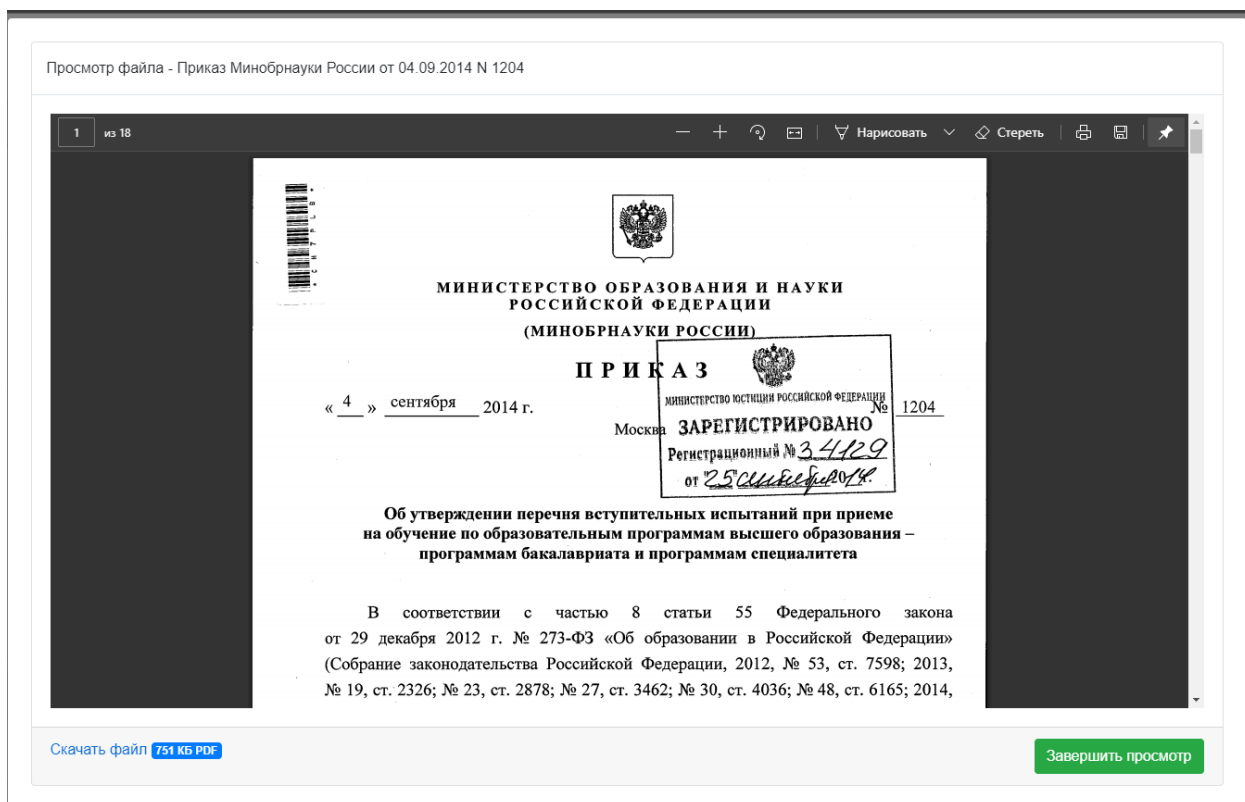 Просмотр файла - Приказ Минобрнауки России от 04.09.2014 N 1204
1 из 18
Нарисовать
Стереть
МИНИСТЕРСТВО ОБРАЗОВАНИЯ И НАУКИ
РОССИЙСКОЙ ФЕДЕРАЦИИ
(МИНОБРНАУКИ РОССИИ)
ПРИКАЗ
« 4 » сентября 2014 г.
№ 1204
Москва
МИНИСТЕРСТВО ЮСТИЦИИ РОССИЙСКОЙ ФЕДЕРАЦИИ
ЗАРЕГИСТРИРОВАНО
Регистрационный № 34129
от "25" сентября 2014.
Об утверждении перечня вступительных испытаний при приеме
на обучение по образовательным программам высшего образования –
программам бакалавриата и программам специалитета
В соответствии с частью 8 статьи 55 Федерального закона
от 29 декабря 2012 г. № 273-ФЗ «Об образовании в Российской Федерации»
(Собрание законодательства Российской Федерации, 2012, № 53, ст. 7598; 2013,
№ 19, ст. 2326; № 23, ст. 2878; № 27, ст. 3462; № 30, ст. 4036; № 48, ст. 6165; 2014,
Скачать файл 751 КБ PDF
Завершить просмотр